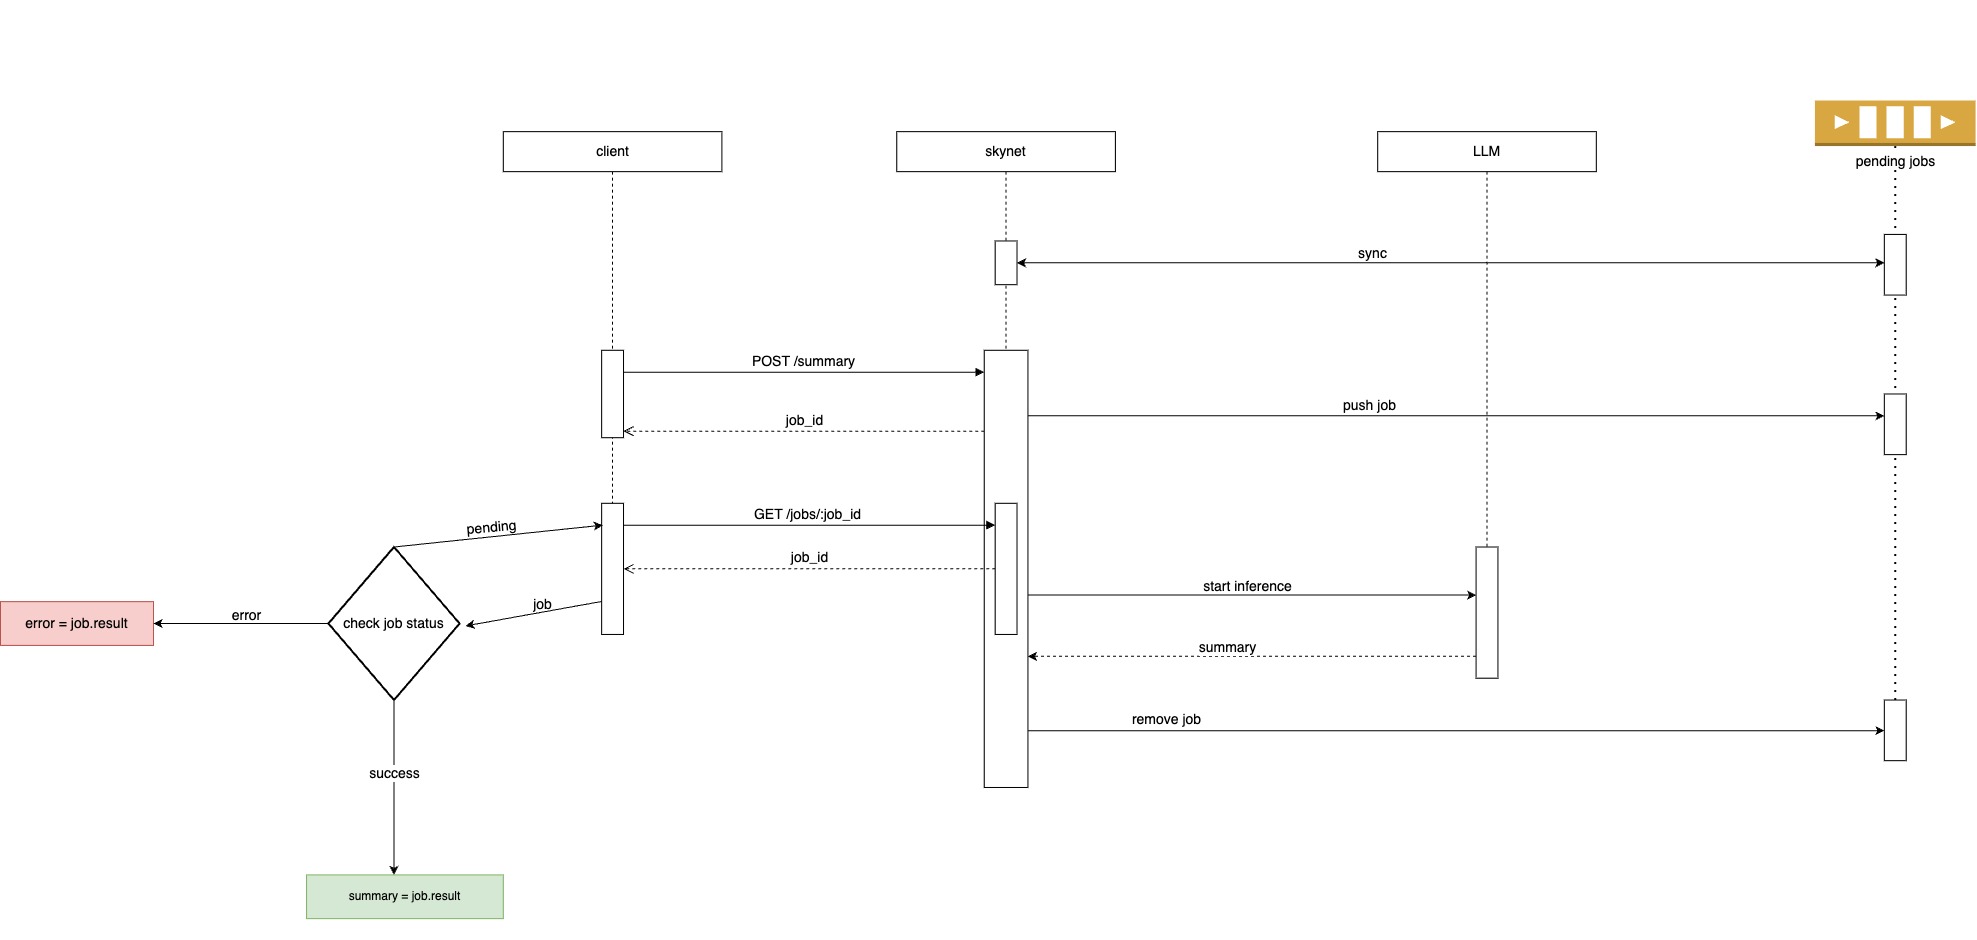 client
skynet
LLM
pending jobs
sync
POST /summary
push job
job_id
GET /jobs/:job_id
pending
job_id
start inference
job
error
error = job.result
check job status
summary
remove job
success
summary = job.result